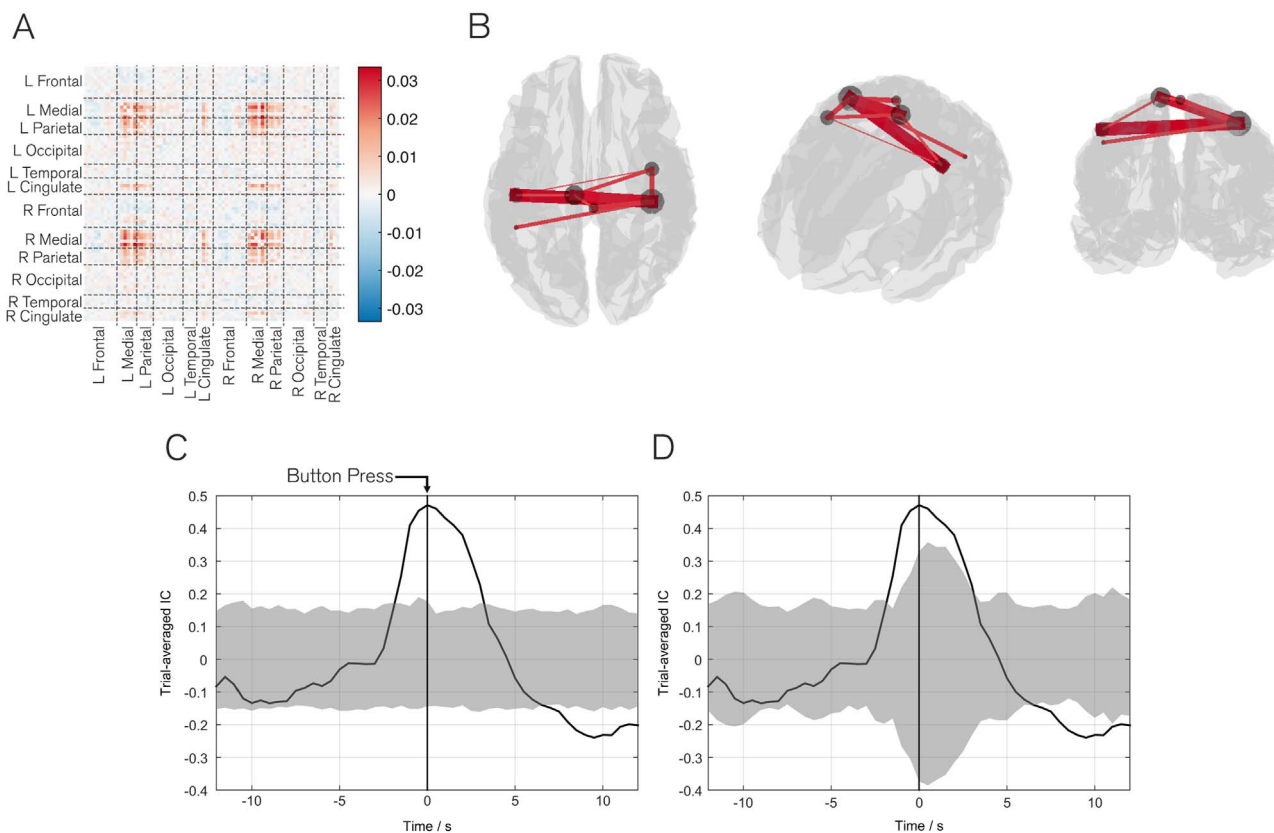 A
B
L Frontal
L Medial
L Parietal
L Occipital
L Temporal
L Cingulate
R Frontal
R Medial
R Parietal
R Occipital
R Temporal
R Cingulate
L Frontal
L Medial
L Parietal
L Occipital
L Temporal
L Cingulate
R Frontal
R Medial
R Parietal
R Occipital
R Temporal
R Cingulate
0.03
0.02
0.01
0
-0.01
-0.02
-0.03
C
Button Press
0.5
0.4
0.3
0.2
0.1
0
-0.1
-0.2
-0.3
-0.4
Trial-averaged IC
-10
-5
0
5
10
Time / s
D
0.5
0.4
0.3
0.2
0.1
0
-0.1
-0.2
-0.3
-0.4
Trial-averaged IC
-10
-5
0
5
10
Time / s